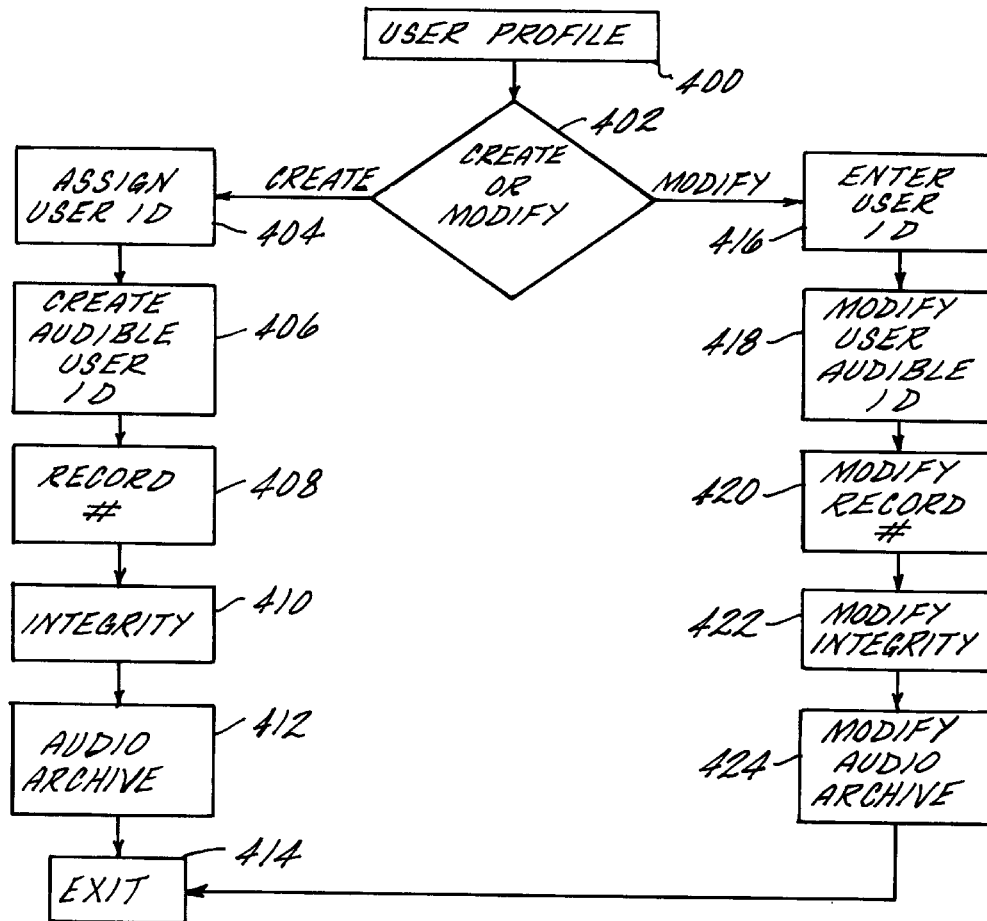 USER PROFILE
400
402
CREATE
OR
MODIFY
CREATE
MODIFY
ASSIGN
USER ID
404
CREATE
AUDIBLE
USER
ID
406
RECORD
#
408
INTEGRITY
410
AUDIO
ARCHIVE
412
EXIT
414
ENTER
USER
ID
416
MODIFY
USER
AUDIBLE
ID
418
MODIFY
RECORD
#
420
MODIFY
INTEGRITY
422
MODIFY
AUDIO
ARCHIVE
424